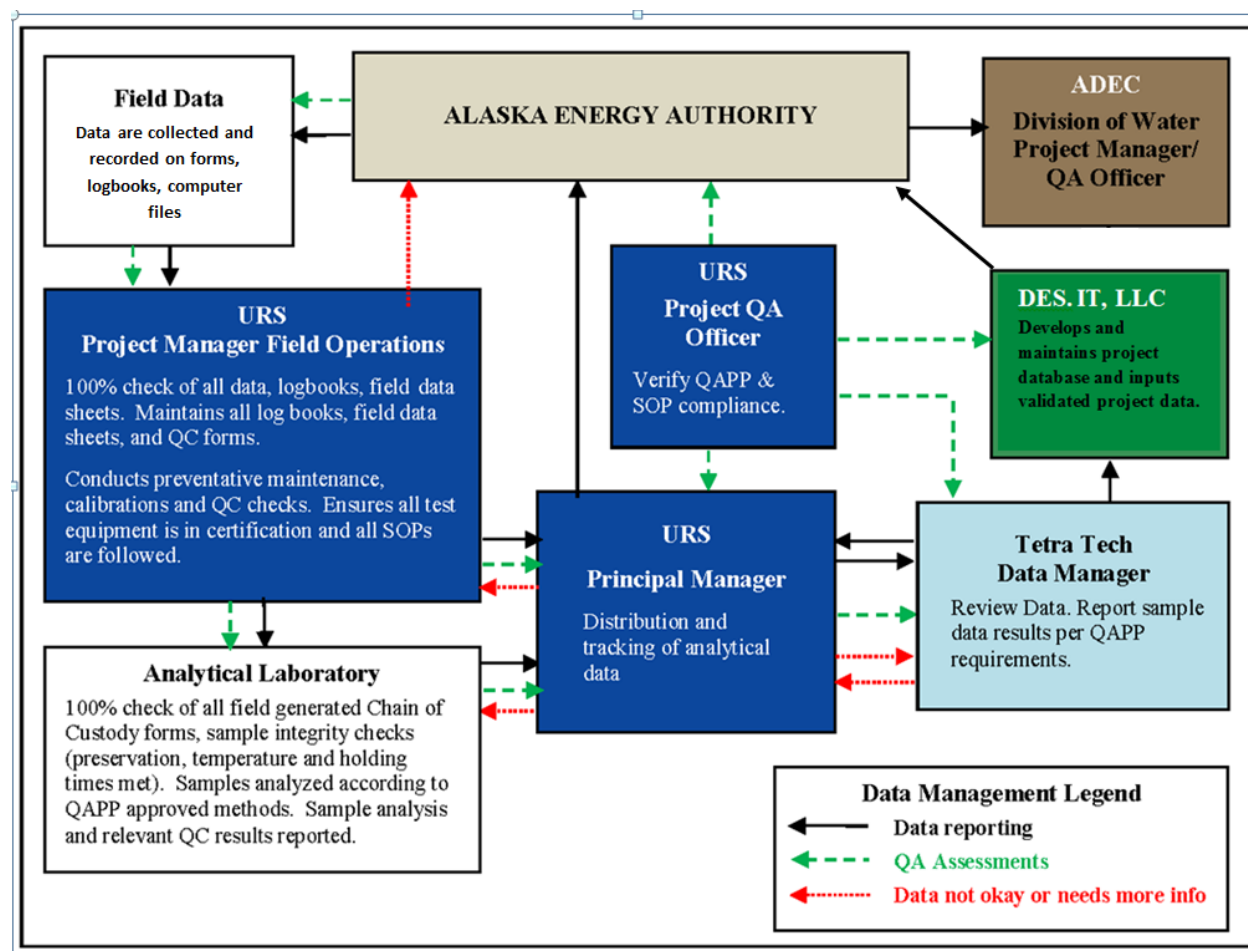 Field Data
Data are collected and
recorded on forms,
logbooks, computer
files
ALASKA ENERGY AUTHORITY
ADEC
Division of Water
Project Manager/
QA Officer
URS
Project Manager Field Operations
100% check of all data, logbooks, field data
sheets. Maintains all log books, field data
sheets, and QC forms.
Conducts preventative maintenance,
calibrations and QC checks. Ensures all test
equipment is in certification and all SOPs
are followed.
URS
Project QA
Officer
Verify QAPP &
SOP compliance.
DES.IT, LLC
Develops and
maintains project
database and inputs
validated project data.
URS
Principal Manager
Distribution and
tracking of analytical
data
Tetra Tech
Data Manager
Review Data. Report sample
data results per QAPP
requirements.
Analytical Laboratory
100% check of all field generated Chain of
Custody forms, sample integrity checks
(preservation, temperature and holding
times met). Samples analyzed according to
QAPP approved methods. Sample analysis
and relevant QC results reported.
Data Management Legend
Data reporting
QA Assessments
Data not okay or needs more info